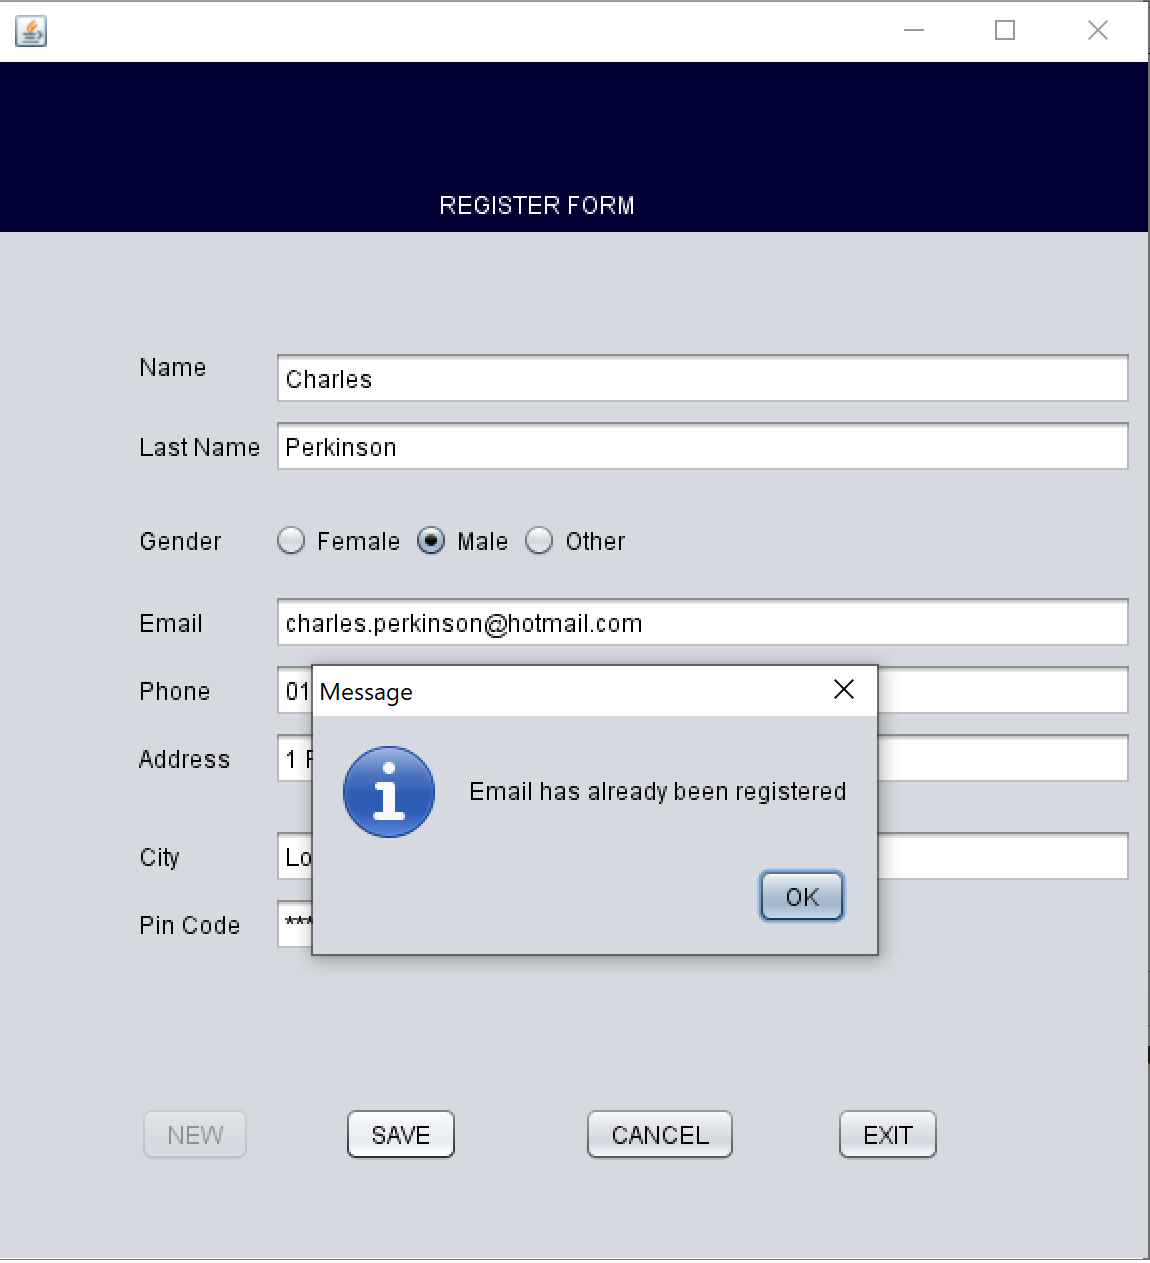 REGISTER FORM
Name
Charles
Last Name
Perkinson
Gender
Female
Male
Other
Email
charles.perkinson@hotmail.com
Phone
01
Message
Address
1
Email has already been registered
City
Lo
OK
Pin Code
***
NEW
SAVE
CANCEL
EXIT